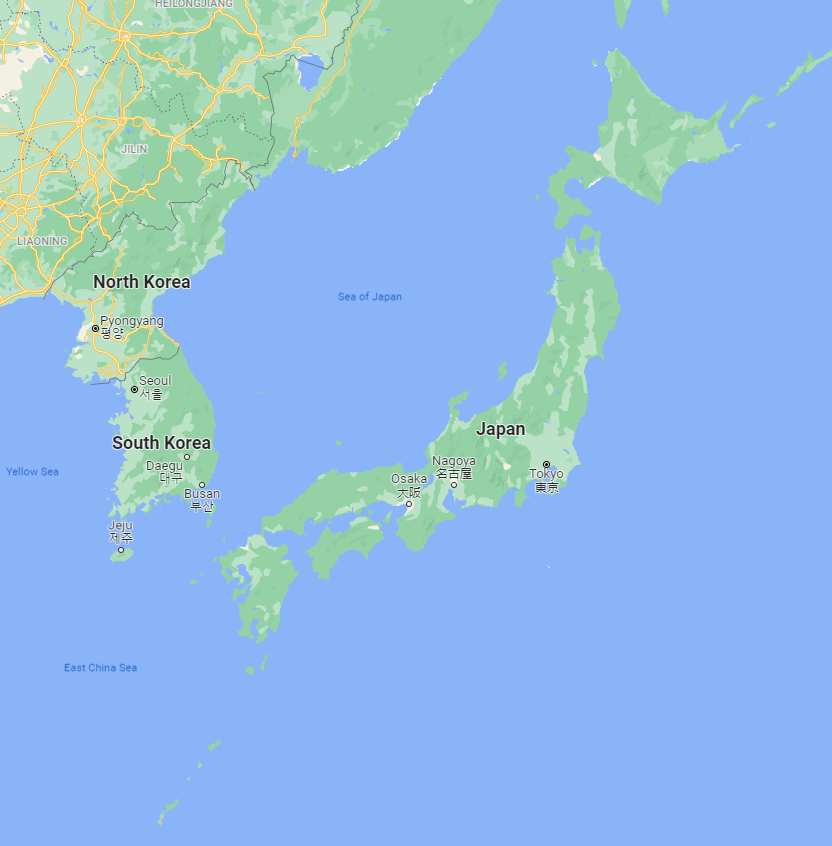 HEILONGJIANG
JILIN
LIAONING
North Korea
Sea of Japan
Pyongyang
평양
Seoul
서울
Japan
South Korea
Yellow Sea
Daegu
대구
Nagoya
名古屋
Tokyo
東京
Osaka
大阪
Busan
부산
Jeju
제주
East China Sea